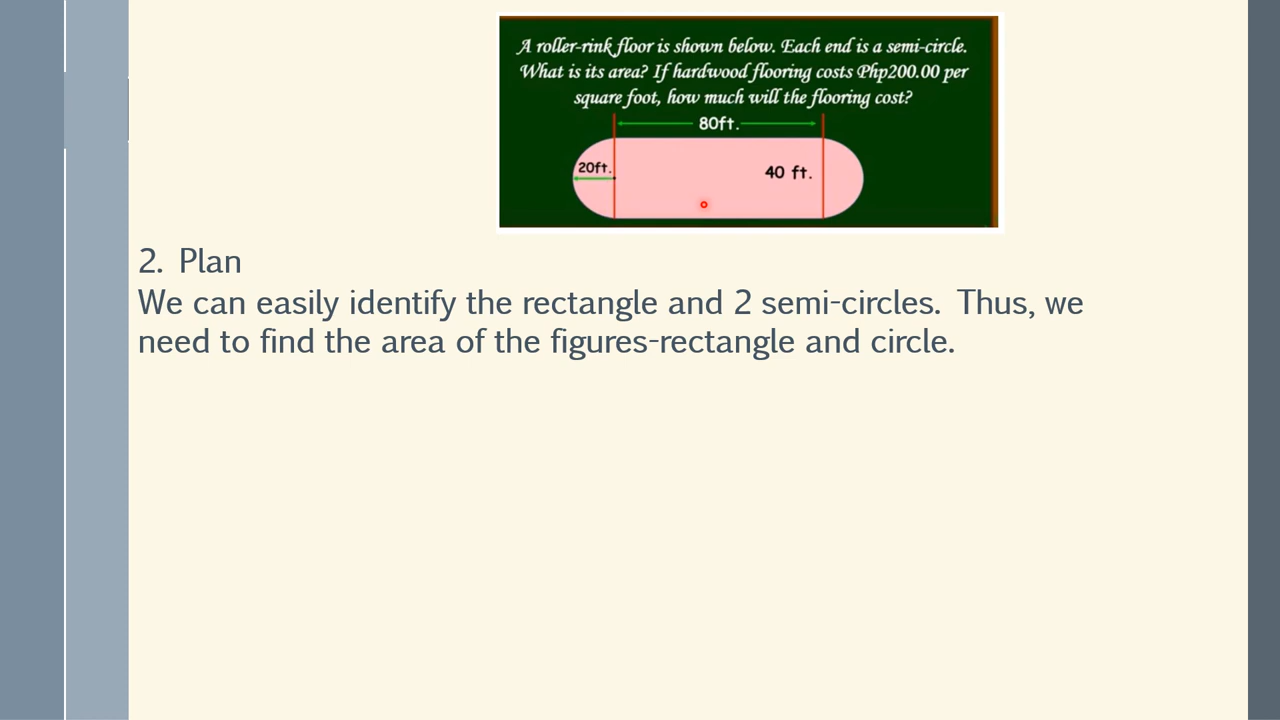 A roller-rink floor is shown below. Each end is a semi-circle.
What is its area? If hardwood flooring costs Php200.00 per
square foot, how much will the flooring cost?
80ft.
20ft.
40 ft.
2. Plan
We can easily identify the rectangle and 2 semi-circles. Thus, we
need to find the area of the figures-rectangle and circle.